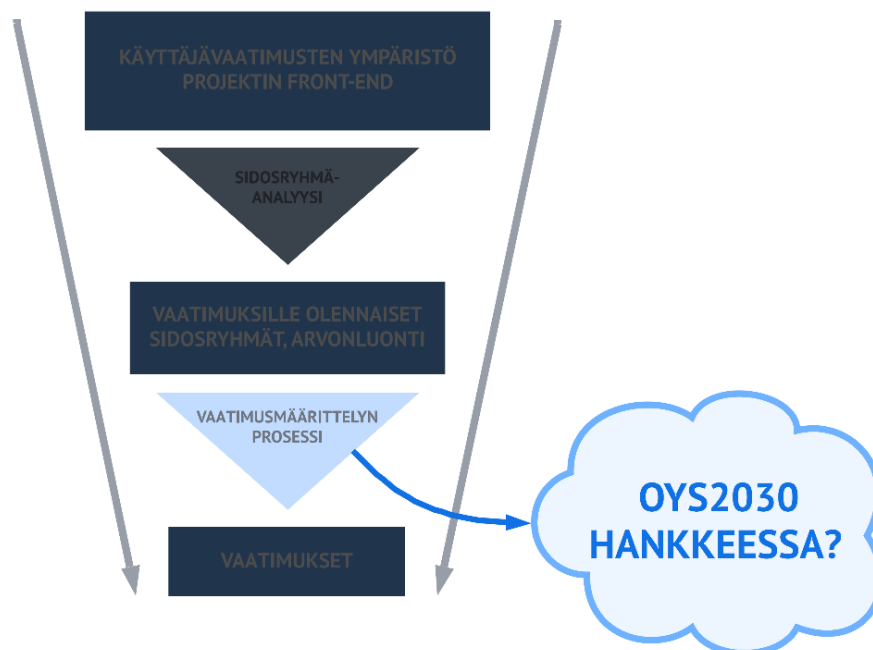 KÄYTTÄJÄVAATIMUSTEN YMPÄRISTÖ
PROJEKTIN FRONT-END
SIDOSRYHMÄ-
ANALYYSI
VAATIMUKSILLE OLENNAISET
SIDOSRYHMÄT, ARVONLUONTI
VAATIMUSMÄÄRITTELYN
PROSESSI
OYS2030
HANKKEESSA?
VAATIMUKSET